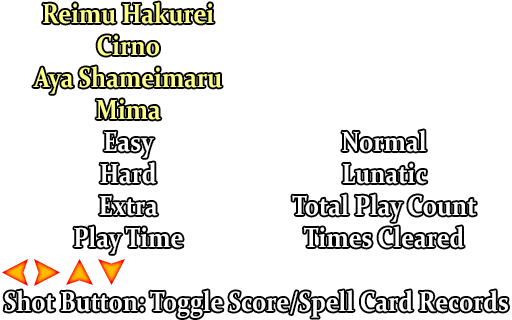 Reimu Hakurei
Cirno
Aya Shameimaru
Mima
Easy Normal
Hard Lunatic
Extra Total Play Count
Play Time Times Cleared
Shot Button: Toggle Score/Spell Card Records